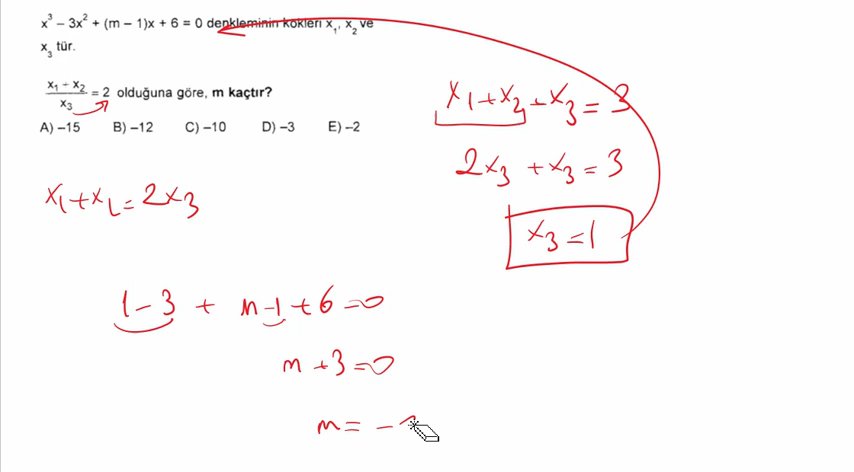 x³ − 3x² + (m − 1)x + 6 = 0 denkleminin kökleri x₁, x₂ ve
x₃ tür.
(x₁ + x₂)/x₃ = 2 olduğuna göre, m kaçtır?
A) −15 B) −12 C) −10 D) −3 E) −2
x₁+x₂+x₃=3
2x₃+x₃=3
x₃=1
x₁+x₂=2x₃
1−3 + m−1+6=0
m+3=0
m= −